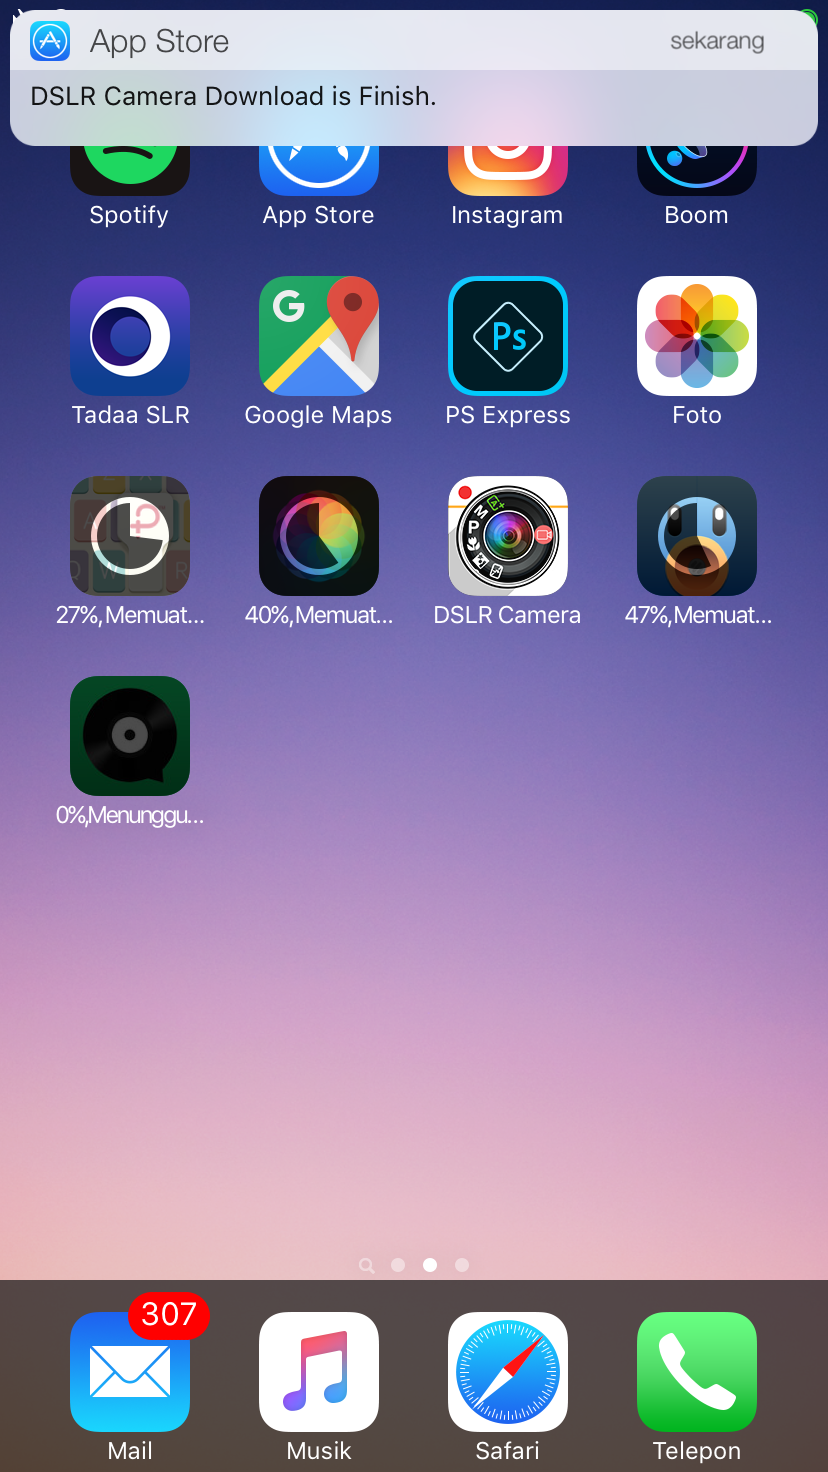 App Store
sekarang
DSLR Camera Download is Finish.
Spotify
App Store
Instagram
Boom
G
Ps
Tadaa SLR
Google Maps
PS Express
Foto
A+
M
P
27%, Memuat...
40%, Memuat...
DSLR Camera
47%, Memuat...
0%,Menunggu...
307
Mail
Musik
Safari
Telepon